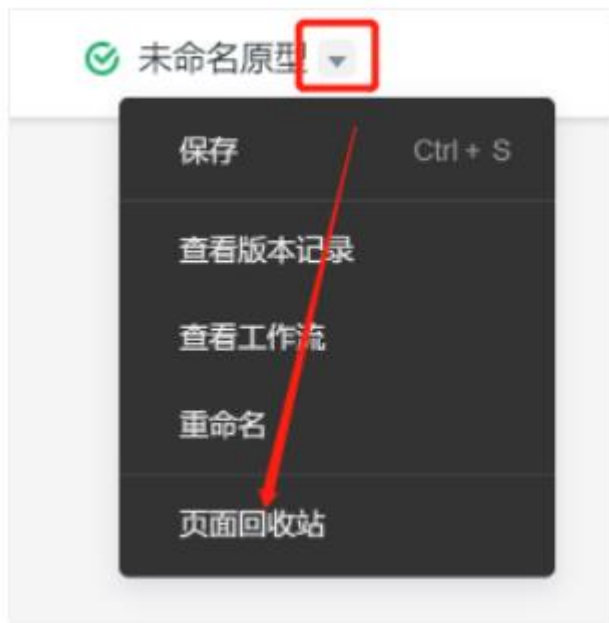 未命名原型
保存 Ctrl + S
查看版本记录
查看工作流
重命名
页面回收站